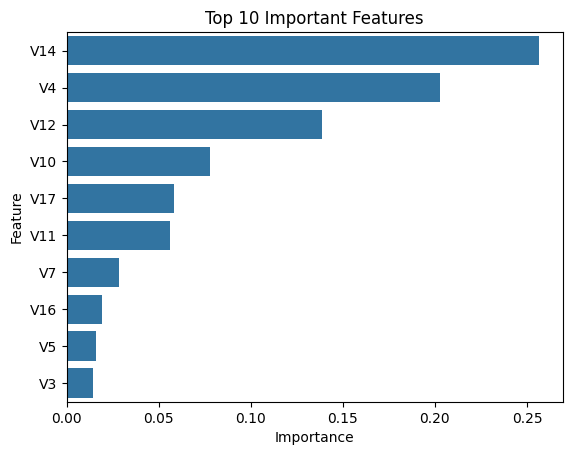 Top 10 Important Features
Feature
V14
V4
V12
V10
V17
V11
V7
V16
V5
V3
0.00 0.05 0.10 0.15 0.20 0.25
Importance